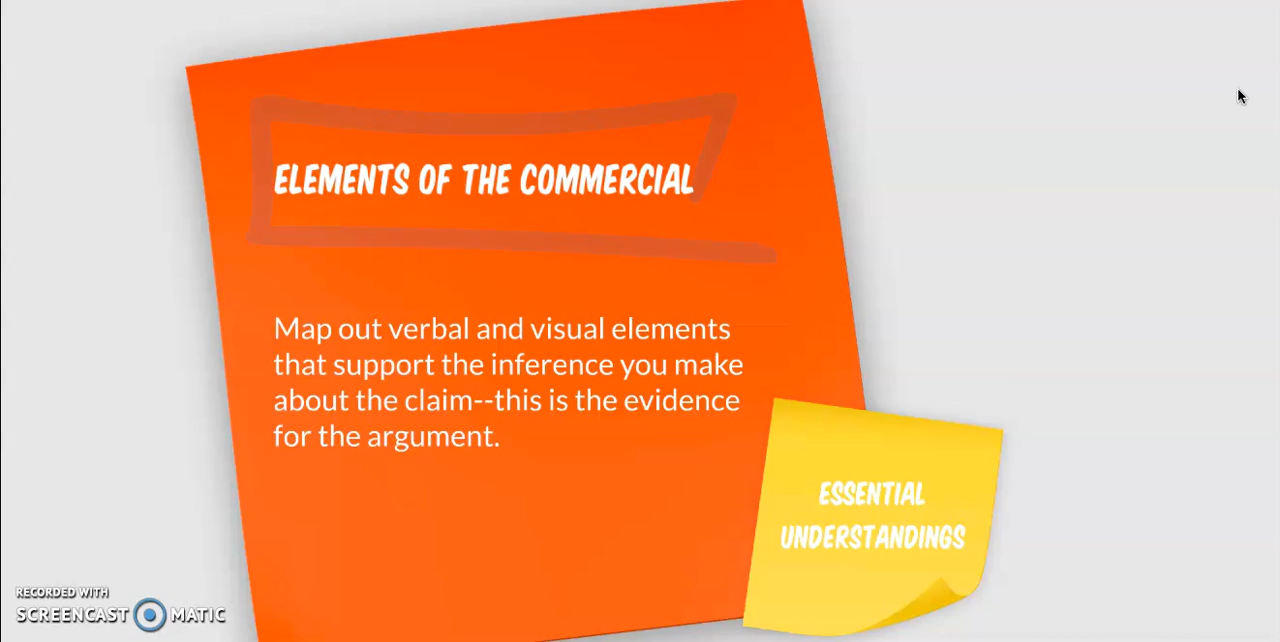 ELEMENTS OF THE COMMERCIAL
Map out verbal and visual elements
that support the inference you make
about the claim--this is the evidence
for the argument.
ESSENTIAL
UNDERSTANDINGS
RECORDED WITH
SCREENCAST MATIC